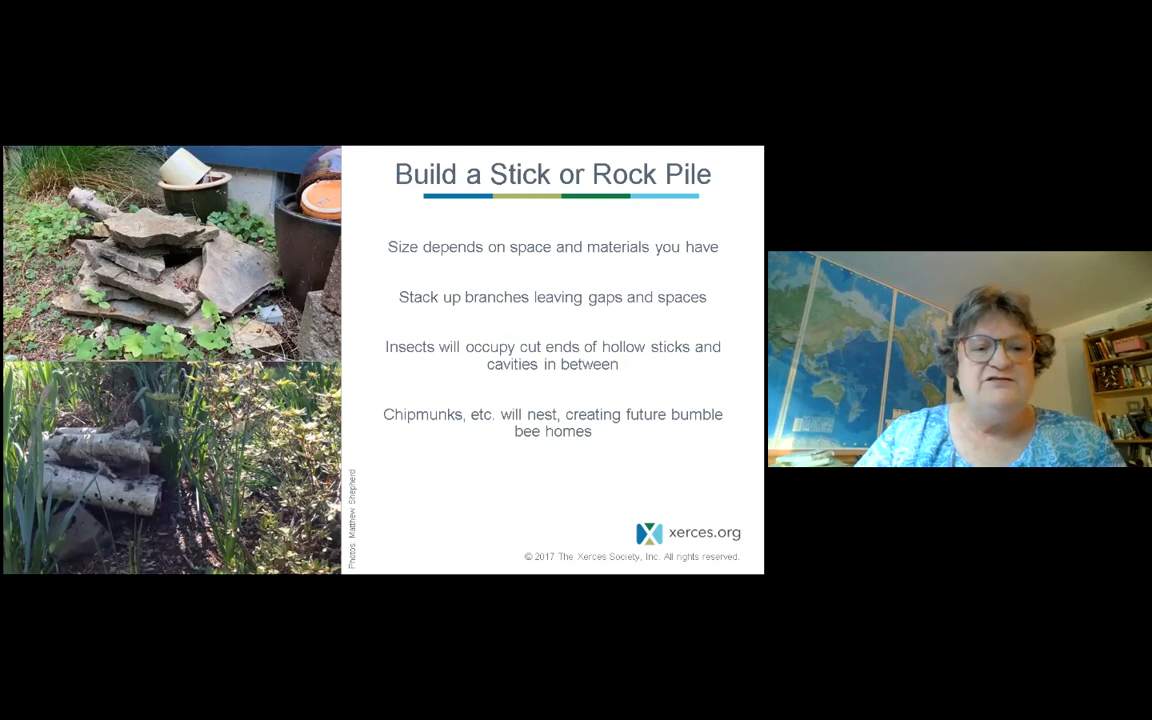 Build a Stick or Rock Pile
Size depends on space and materials you have
Stack up branches leaving gaps and spaces
Insects will occupy cut ends of hollow sticks and
cavities in between
Chipmunks, etc. will nest, creating future bumble
bee homes
Photos: Matthew Shepherd
xerces.org
© 2017 The Xerces Society, Inc. All rights reserved.